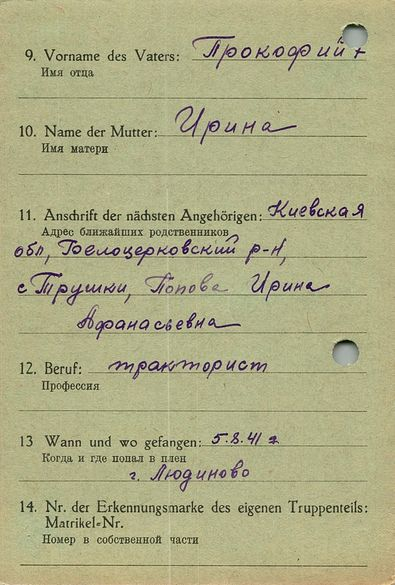 9. Vorname des Vaters: Прокофий +
Имя отца
10. Name der Mutter: Ирина
Имя матери
11. Anschrift der nächsten Angehörigen: Киевская
Адрес ближайших родственников
обл, Белоцерковский р-н,
с Трушки, Попова Ирина
Афанасьевна
12. Beruf: тракторист
Профессия
13 Wann und wo gefangen: 5.8.41 г
Когда и где попал в плен
г. Людиново
14. Nr. der Erkennungsmarke des eigenen Truppenteils:
Matrikel-Nr.
Номер в собственной части